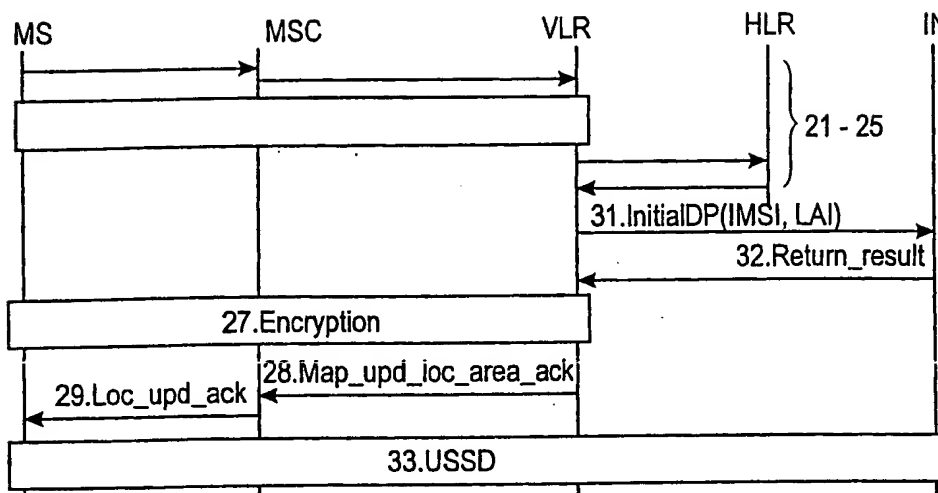 MS MSC VLR HLR IN
21 - 25
31.InitialDP(IMSI, LAI)
32.Return_result
27.Encryption
28.Map_upd_loc_area_ack
29.Loc_upd_ack
33.USSD